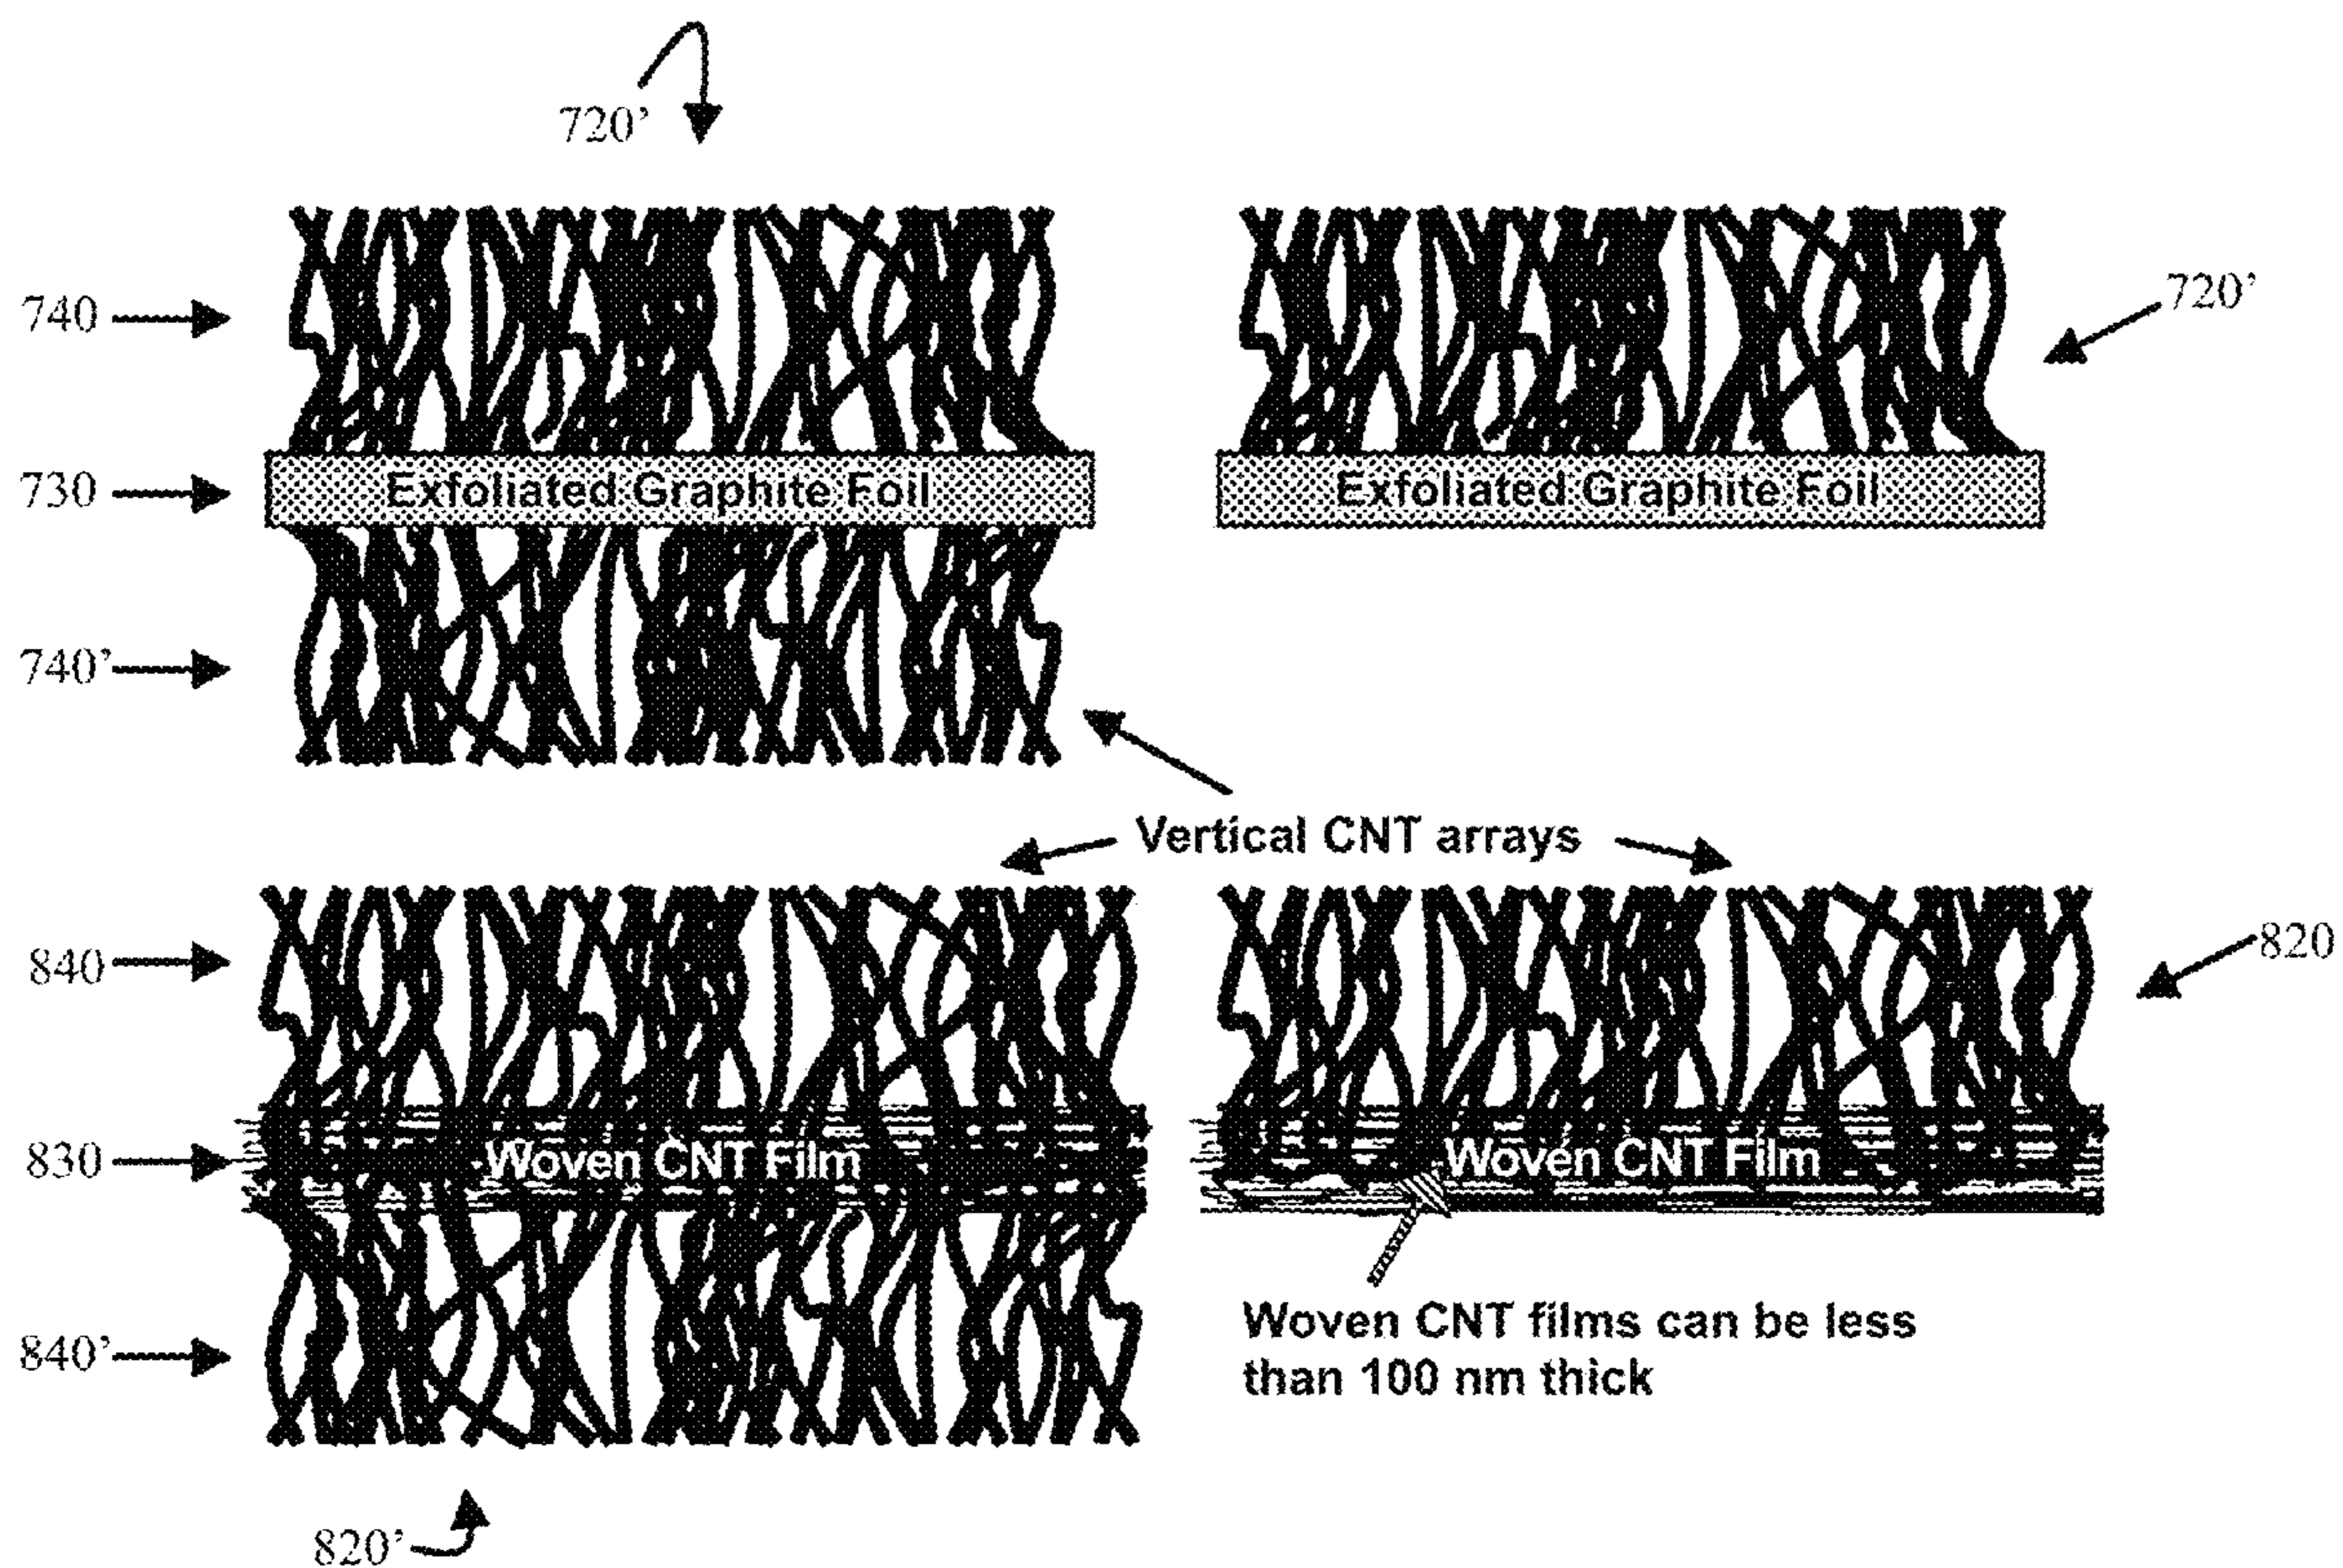 720’
740
720’
730
Exfoliated Graphite Foil
Exfoliated Graphite Foil
740’
Vertical CNT arrays
840
820
830
Woven CNT Film
Woven CNT Film
Woven CNT films can be less
than 100 nm thick
840’
820’